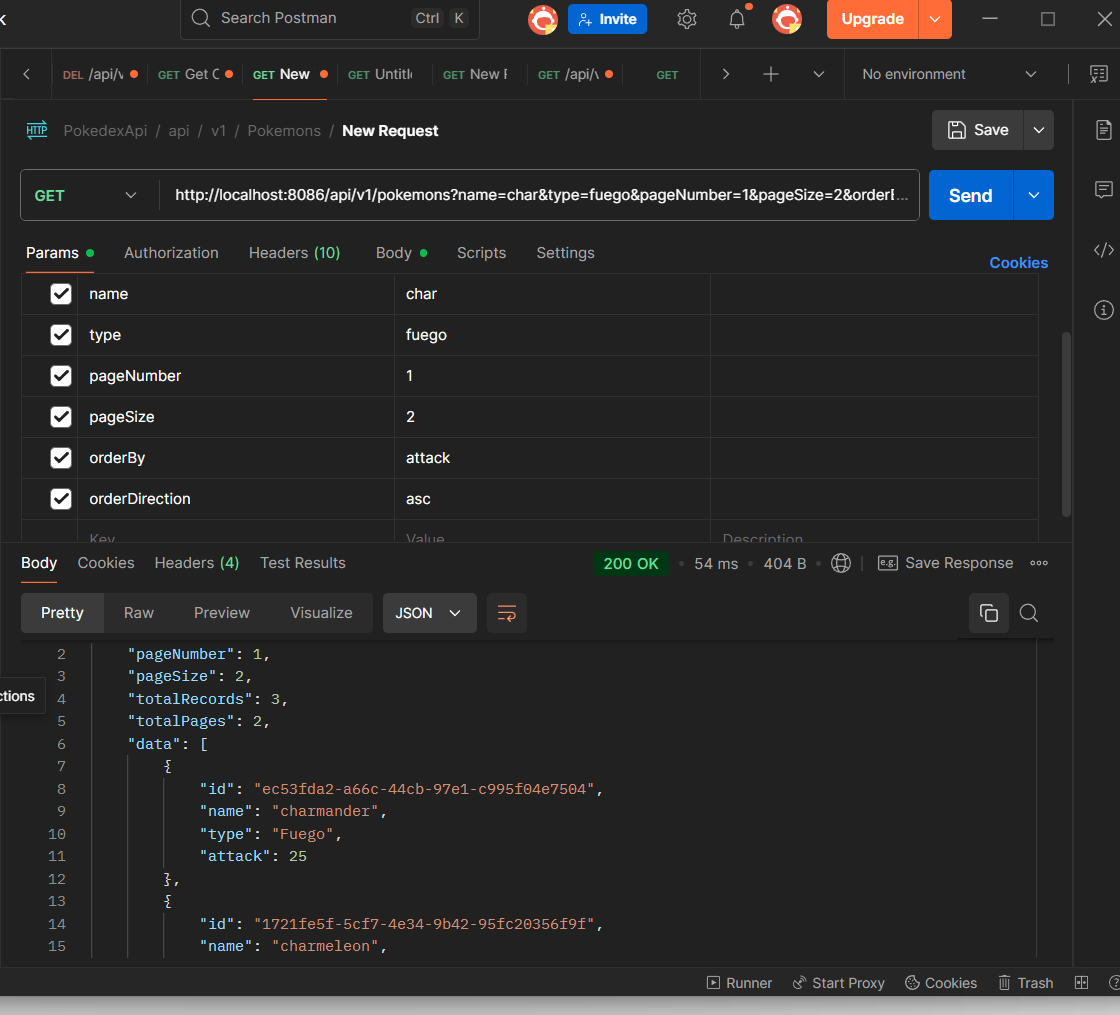 k Search Postman Ctrl K Invite Upgrade
DEL /api/v GET Get C GET New GET Untitl GET New F GET /api/v GET No environment
HTTP PokedexApi / api / v1 / Pokemons / New Request Save
GET http://localhost:8086/api/v1/pokemons?name=char&type=fuego&pageNumber=1&pageSize=2&orderE... Send
Params Authorization Headers (10) Body Scripts Settings
Cookies
name char
type fuego
pageNumber 1
pageSize 2
orderBy attack
orderDirection asc
Key Value Description
Body Cookies Headers (4) Test Results 200 OK 54 ms 404 B e.g. Save Response
Pretty Raw Preview Visualize JSON
2 "pageNumber": 1,
3 "pageSize": 2,
ctions
4 "totalRecords": 3,
5 "totalPages": 2,
6 "data": [
7 {
8 "id": "ec53fda2-a66c-44cb-97e1-c995f04e7504",
9 "name": "charmander",
10 "type": "Fuego",
11 "attack": 25
12 },
13 {
14 "id": "1721fe5f-5cf7-4e34-9b42-95fc20356f9f",
15 "name": "charmeleon",
Runner Start Proxy Cookies Trash